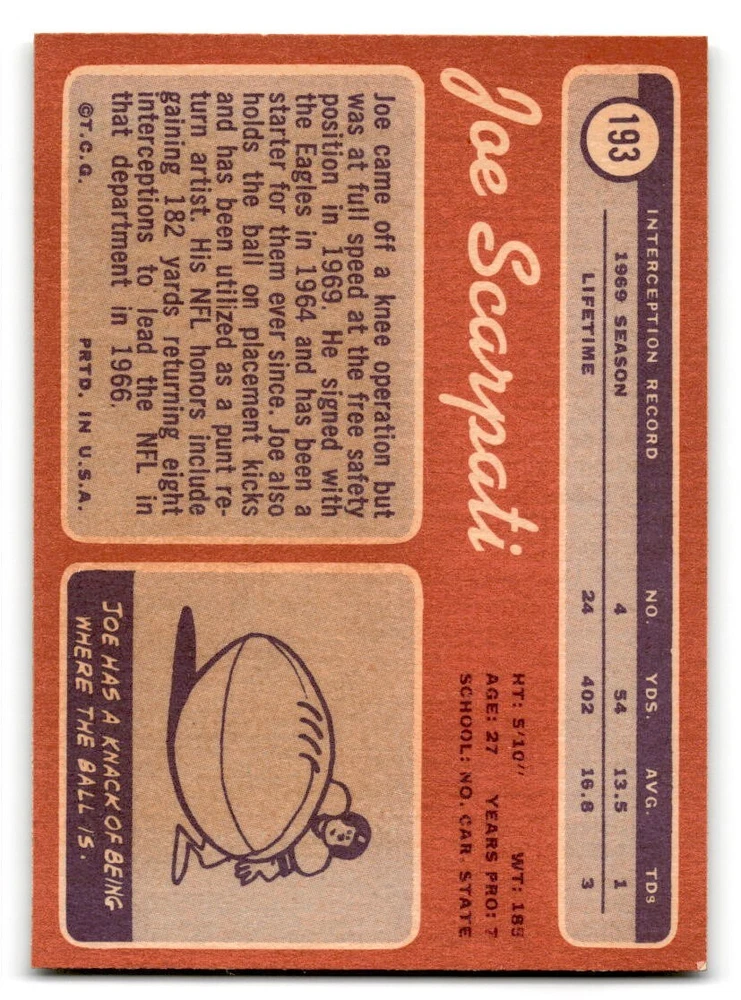 193
INTERCEPTION RECORD NO. YDS. AVG. TDs
1969 SEASON 4 54 13.5 1
LIFETIME 24 402 16.8 3
Joe Scarpati
HT: 5'10" WT: 185
AGE: 27 YEARS PRO: 7
SCHOOL: NO. CAR. STATE
Joe came off a knee operation but
was at full speed at the free safety
position in 1969. He signed with
the Eagles in 1964 and has been a
starter for them ever since. Joe also
holds the ball on placement kicks
and has been utilized as a punt re-
turn artist. His NFL honors include
gaining 182 yards returning eight
interceptions to lead the NFL in
that department in 1966.
©T.C.G. PRTD. IN U.S.A.
JOE HAS A KNACK OF BEING
WHERE THE BALL IS.